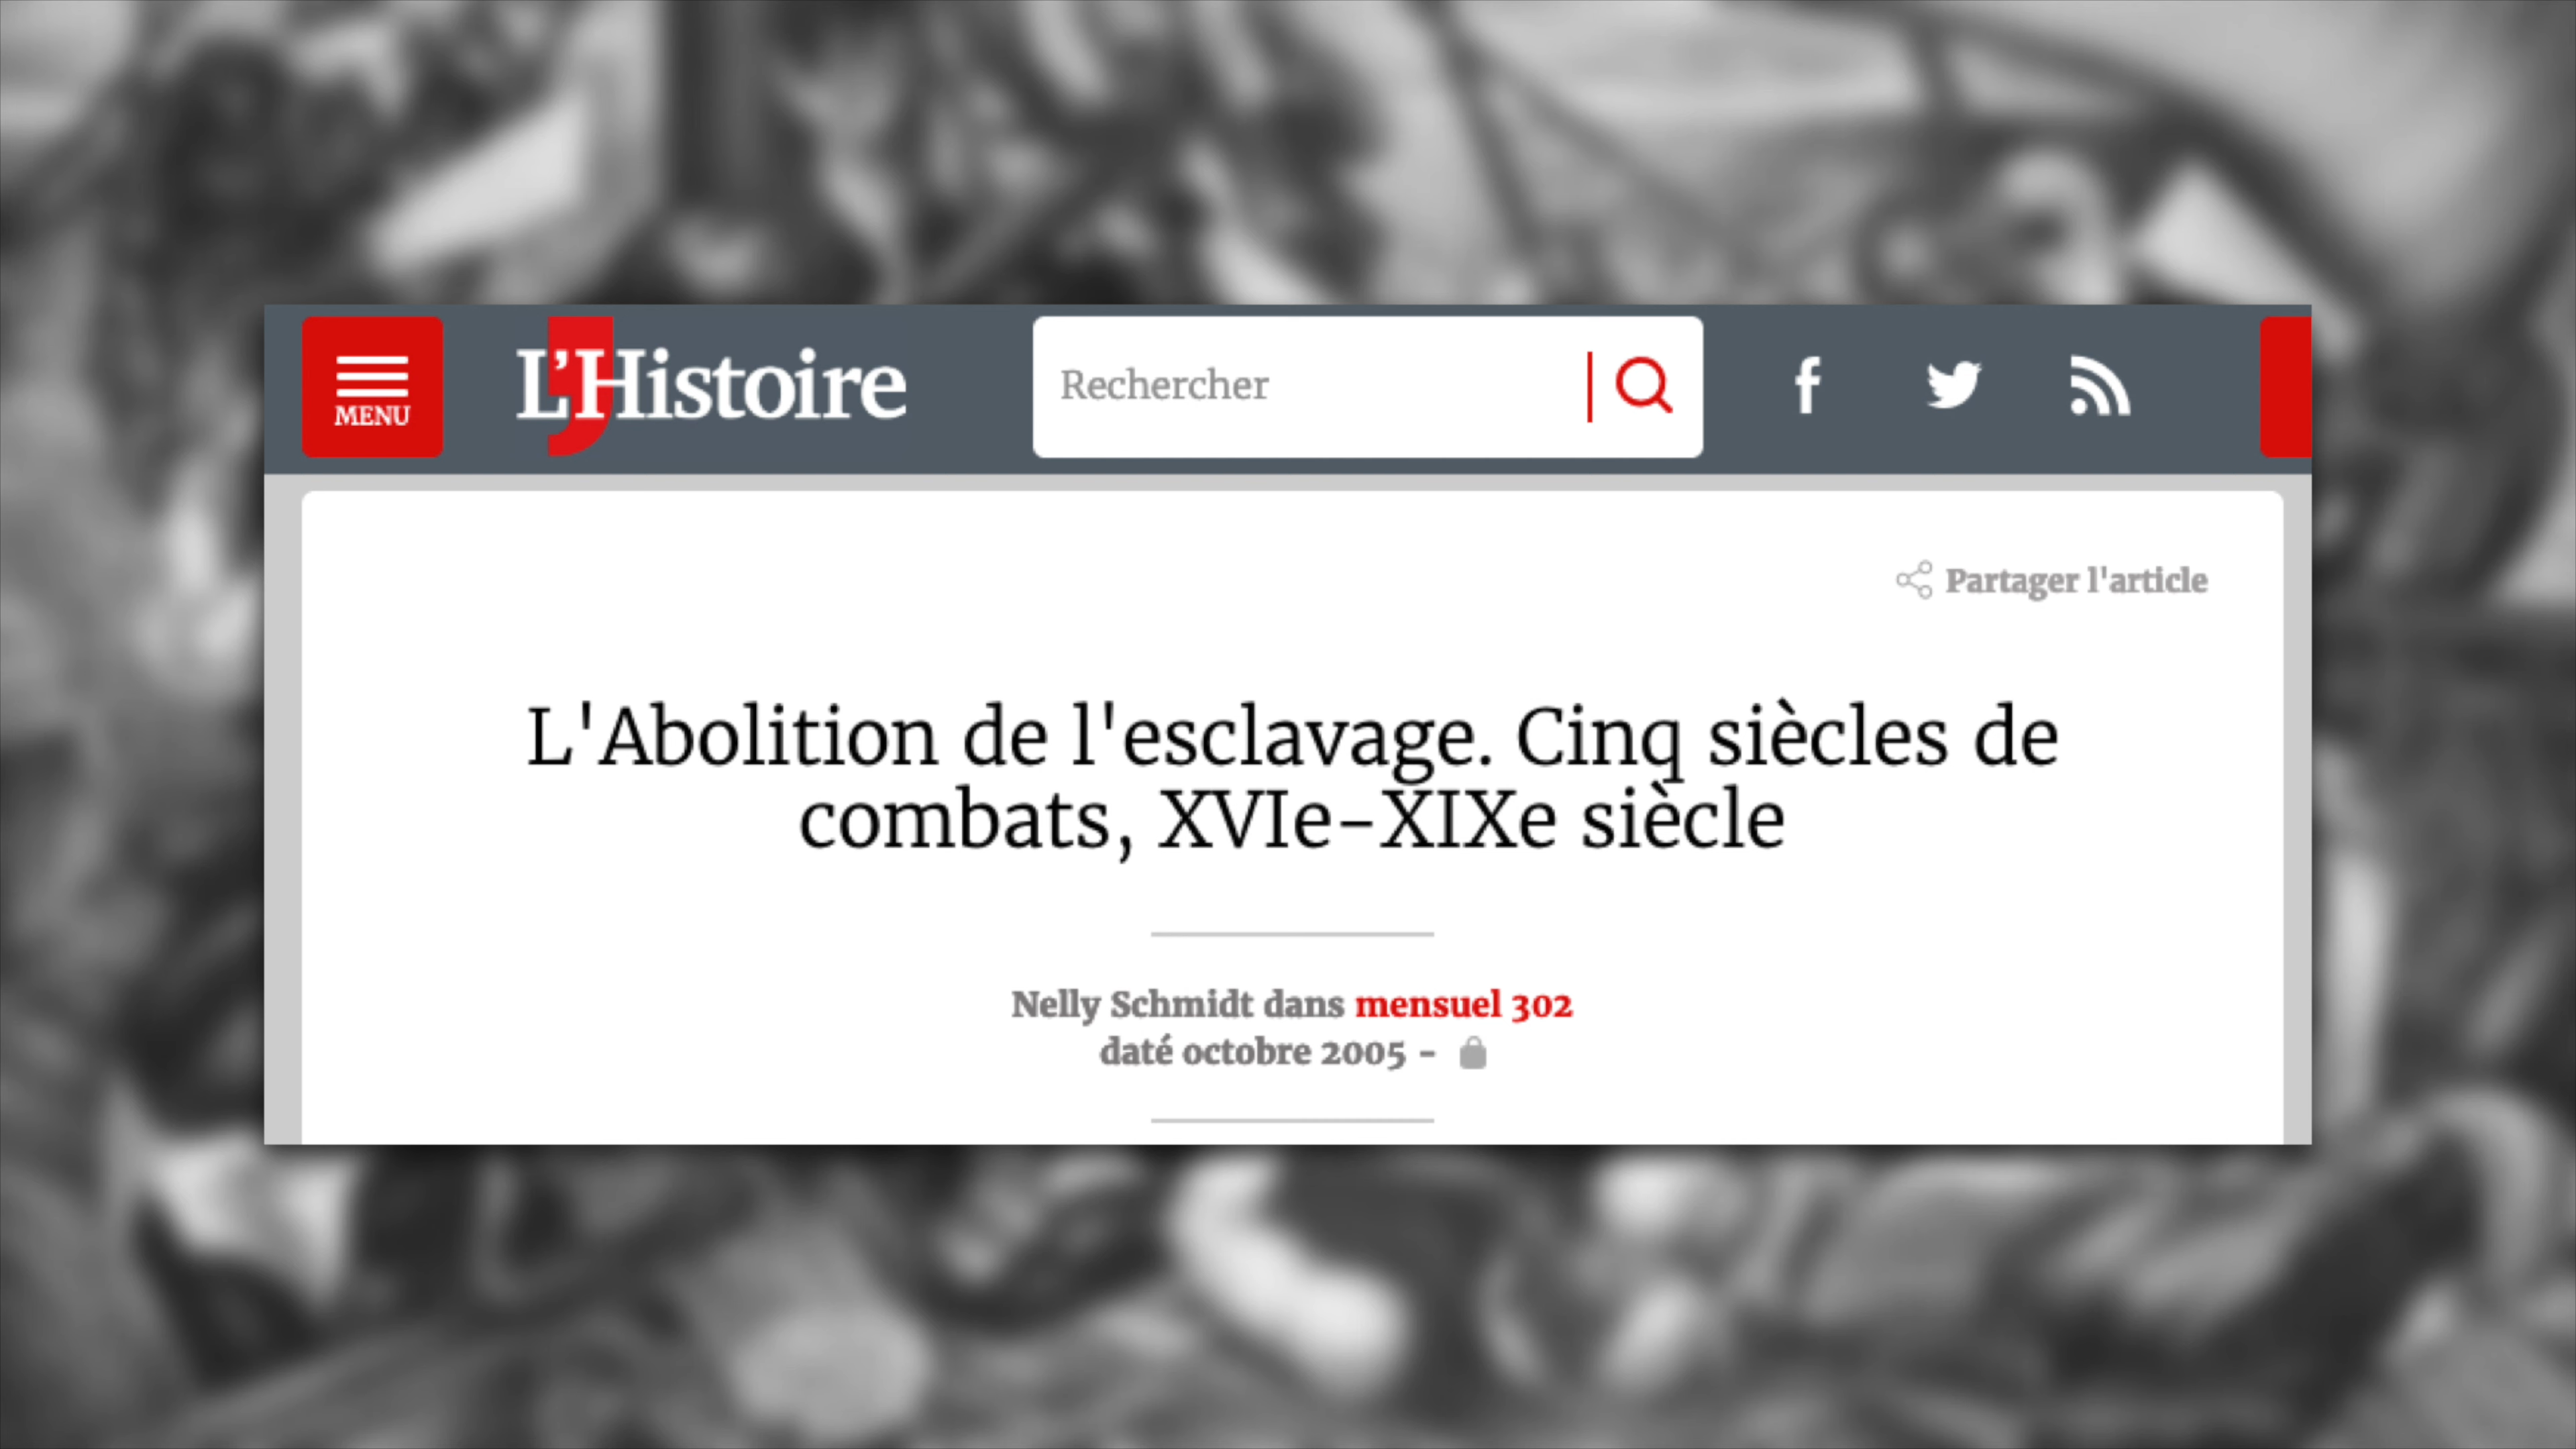 MENU
L'Histoire
Rechercher
Partager l'article
L'Abolition de l'esclavage. Cinq siècles de
combats, XVIe-XIXe siècle
Nelly Schmidt dans mensuel 302
daté octobre 2005 -